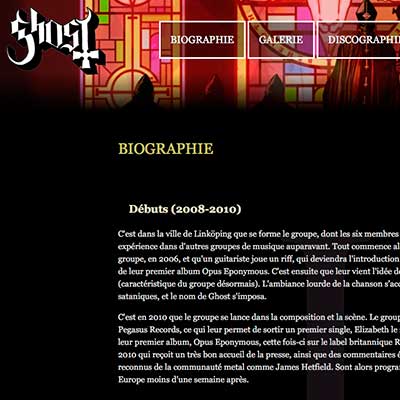 Ghost
BIOGRAPHIE GALERIE DISCOGRAPHI
BIOGRAPHIE
Débuts (2008-2010)
C'est dans la ville de Linköping que se forme le groupe, dont les six membres
expérience dans d'autres groupes de musique auparavant. Tout commence al
groupe, en 2006, et qu'un guitariste joue un riff, qui deviendra l'introduction
de leur premier album Opus Eponymous. C'est ensuite que leur vient l'idée de
(caractéristique du groupe désormais). L'ambiance lourde de la chanson s'acc
sataniques, et le nom de Ghost s'imposa.
C'est en 2010 que le groupe se lance dans la composition et la scène. Le group
Pegasus Records, ce qui leur permet de sortir un premier single, Elizabeth le
leur premier album, Opus Eponymous, cette fois-ci sur le label britannique R
2010 qui reçoit un très bon accueil de la presse, ainsi que des commentaires é
reconnus de la communauté metal comme James Hetfield. Sont alors progra
Europe moins d'une semaine après.